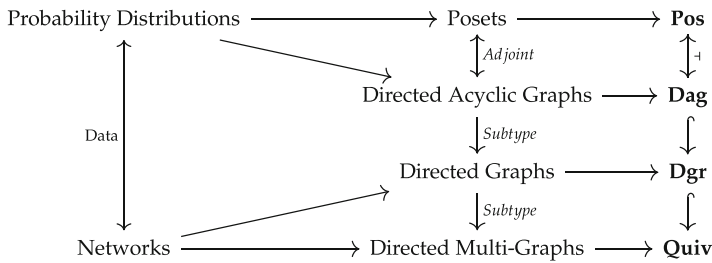 Probability Distributions Posets Pos
Adjoint ⊣
Directed Acyclic Graphs Dag
Data Subtype
Directed Graphs Dgr
Subtype
Networks Directed Multi-Graphs Quiv